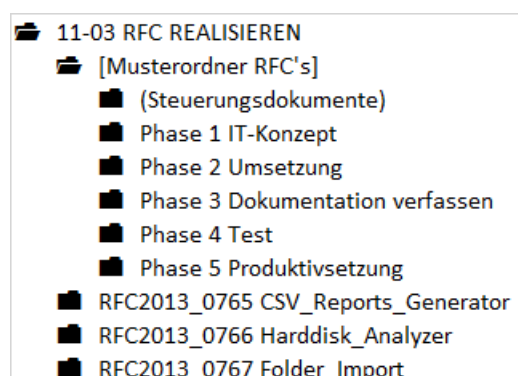 11-03 RFC REALISIEREN
[Musterordner RFC's]
(Steuerungsdokumente)
Phase 1 IT-Konzept
Phase 2 Umsetzung
Phase 3 Dokumentation verfassen
Phase 4 Test
Phase 5 Produktivsetzung
RFC2013_0765 CSV_Reports_Generator
RFC2013_0766 Harddisk_Analyzer
RFC2013_0767 Folder_Import